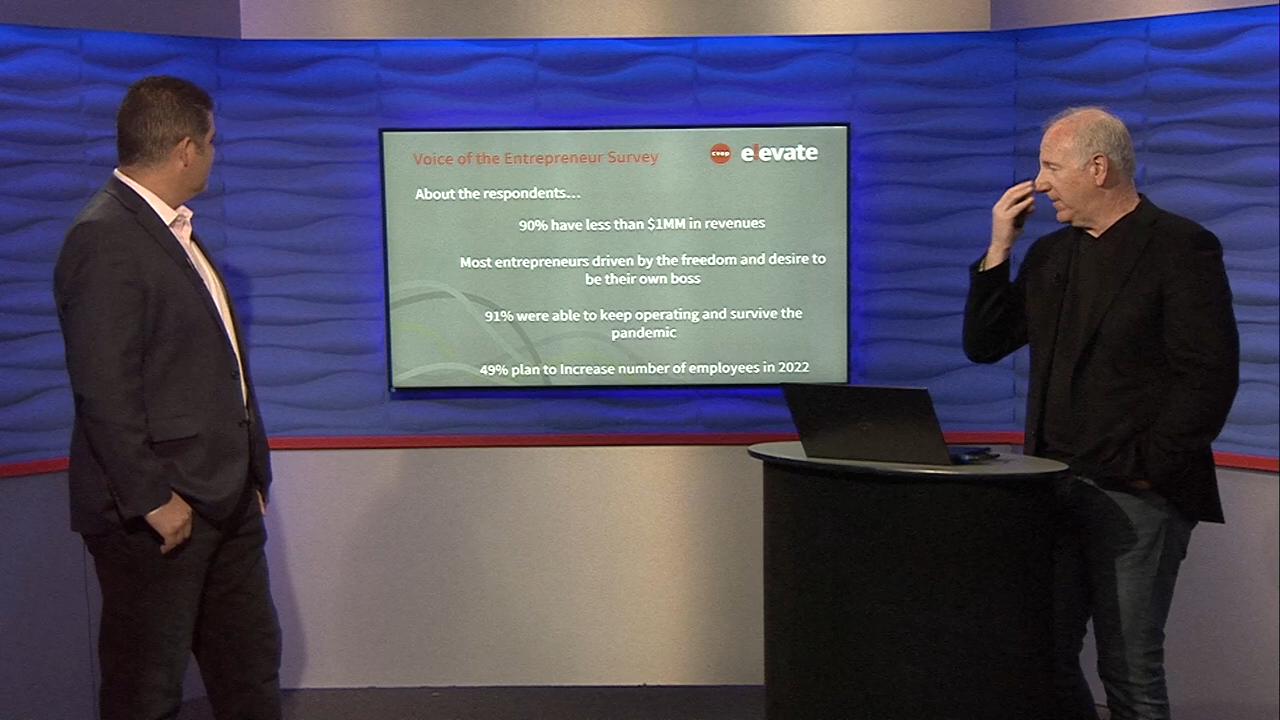 Voice of the Entrepreneur Survey
cvep elevate
About the respondents...
90% have less than $1MM in revenues
Most entrepreneurs driven by the freedom and desire to
be their own boss
91% were able to keep operating and survive the
pandemic
49% plan to Increase number of employees in 2022